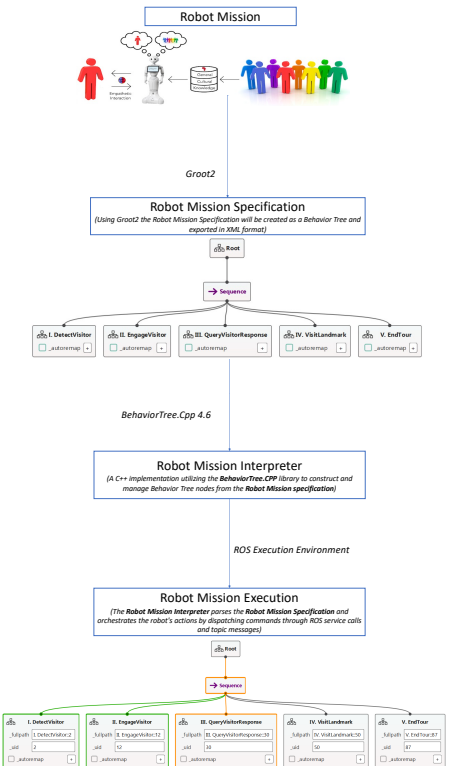 Robot Mission
General
Cultural
Knowledge
Empathetic
Interaction
Groot2
Robot Mission Specification
(Using Groot2 the Robot Mission Specification will be created as a Behavior Tree and
exported in XML format)
Root
Sequence
I. DetectVisitor
_autoremap +
II. EngageVisitor
_autoremap +
III. QueryVisitorResponse
_autoremap +
IV. VisitLandmark
_autoremap +
V. EndTour
_autoremap +
BehaviorTree.Cpp 4.6
Robot Mission Interpreter
(A C++ implementation utilizing the BehaviorTree.CPP library to construct and
manage Behavior Tree nodes from the Robot Mission specification)
ROS Execution Environment
Robot Mission Execution
(The Robot Mission Interpreter parses the Robot Mission Specification and
orchestrates the robot's actions by dispatching commands through ROS service calls
and topic messages)
Root
Sequence
I. DetectVisitor
_fullpath I. DetectVisitor::2
_uid 2
_autoremap +
II. EngageVisitor
_fullpath II. EngageVisitor::12
_uid 12
_autoremap +
III. QueryVisitorResponse
_fullpath III. QueryVisitorResponse::30
_uid 30
_autoremap +
IV. VisitLandmark
_fullpath IV. VisitLandmark::50
_uid 50
_autoremap +
V. EndTour
_fullpath V. EndTour::87
_uid 87
_autoremap +